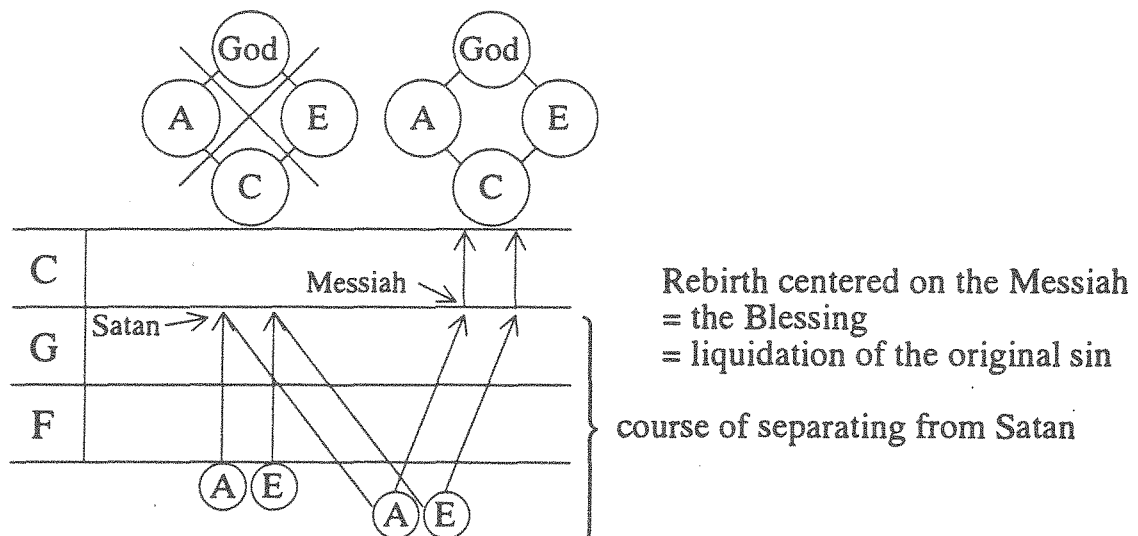 God
God
A
E
A
E
C
C
C
Messiah
Rebirth centered on the Messiah
Satan
= the Blessing
G
= liquidation of the original sin
F
course of separating from Satan
A
E
A
E